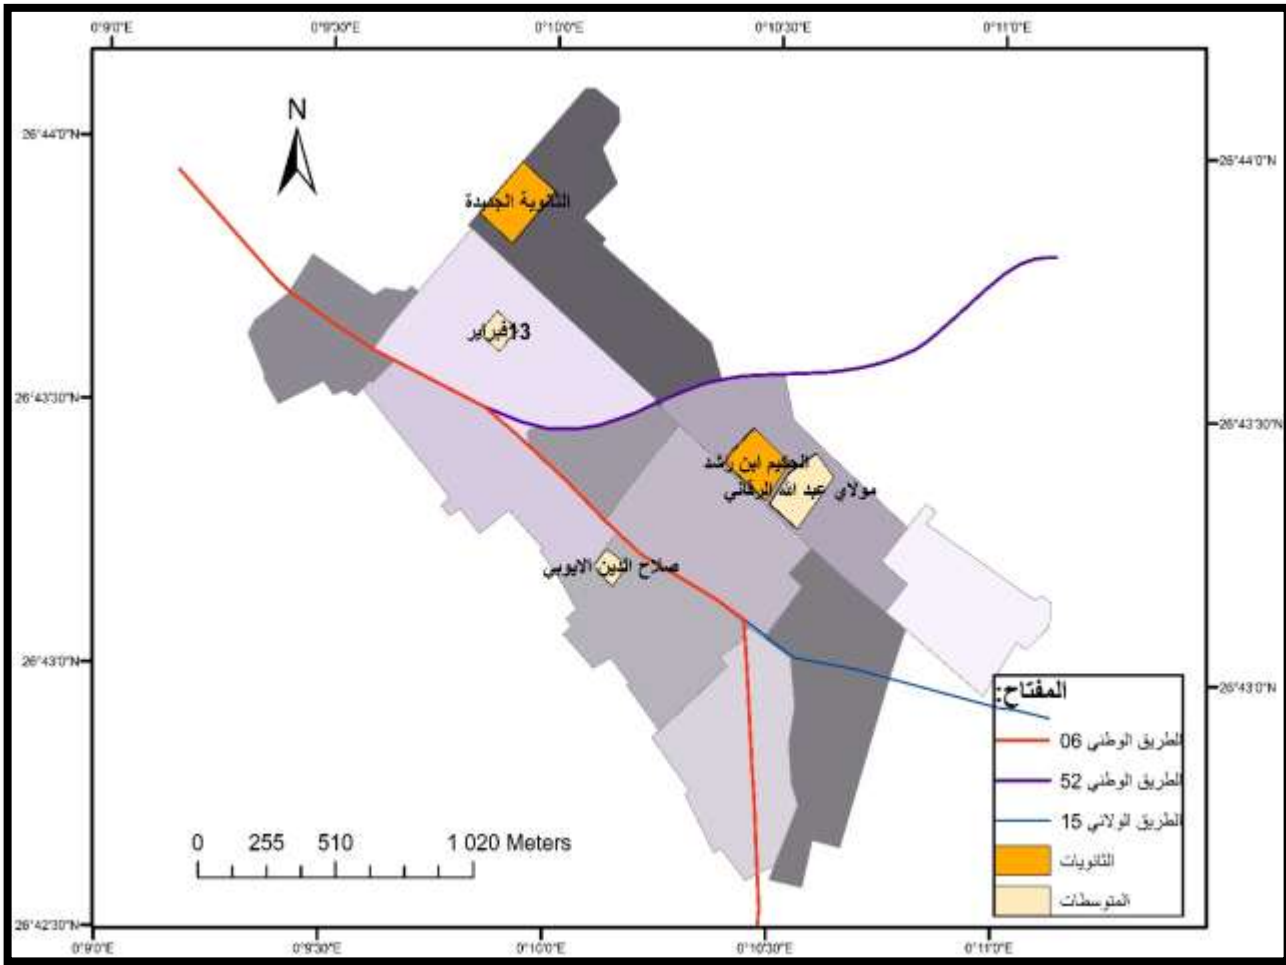 0°9'0"E 0°9'30"E 0°10'0"E 0°10'30"E 0°11'0"E
N
26°44'0"N
26°44'0"N
الثانوية الجديدة
13فبراير
26°43'30"N
26°43'30"N
الحكيم ابن رشد
مولاي عبد الله الرقاني
صلاح الدين الايوبي
26°43'0"N
26°43'0"N
المفتاح:
الطريق الوطني 06
الطريق الوطني 52
الطريق الولائي 15
الثانويات
المتوسطات
0 255 510 1 020 Meters
26°42'30"N
0°9'0"E 0°9'30"E 0°10'0"E 0°10'30"E 0°11'0"E